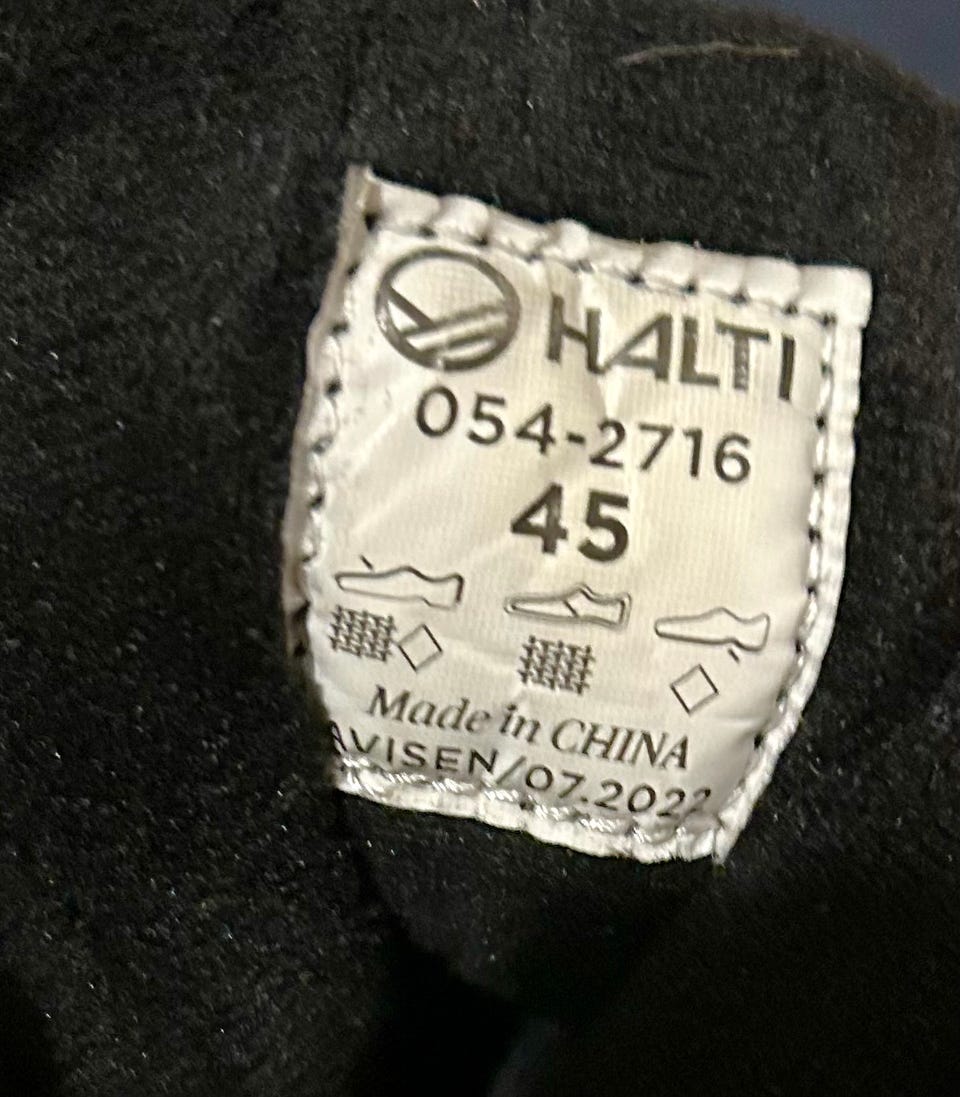 HALTI
054-2716
45
Made in CHINA
AVISEN/07.2022